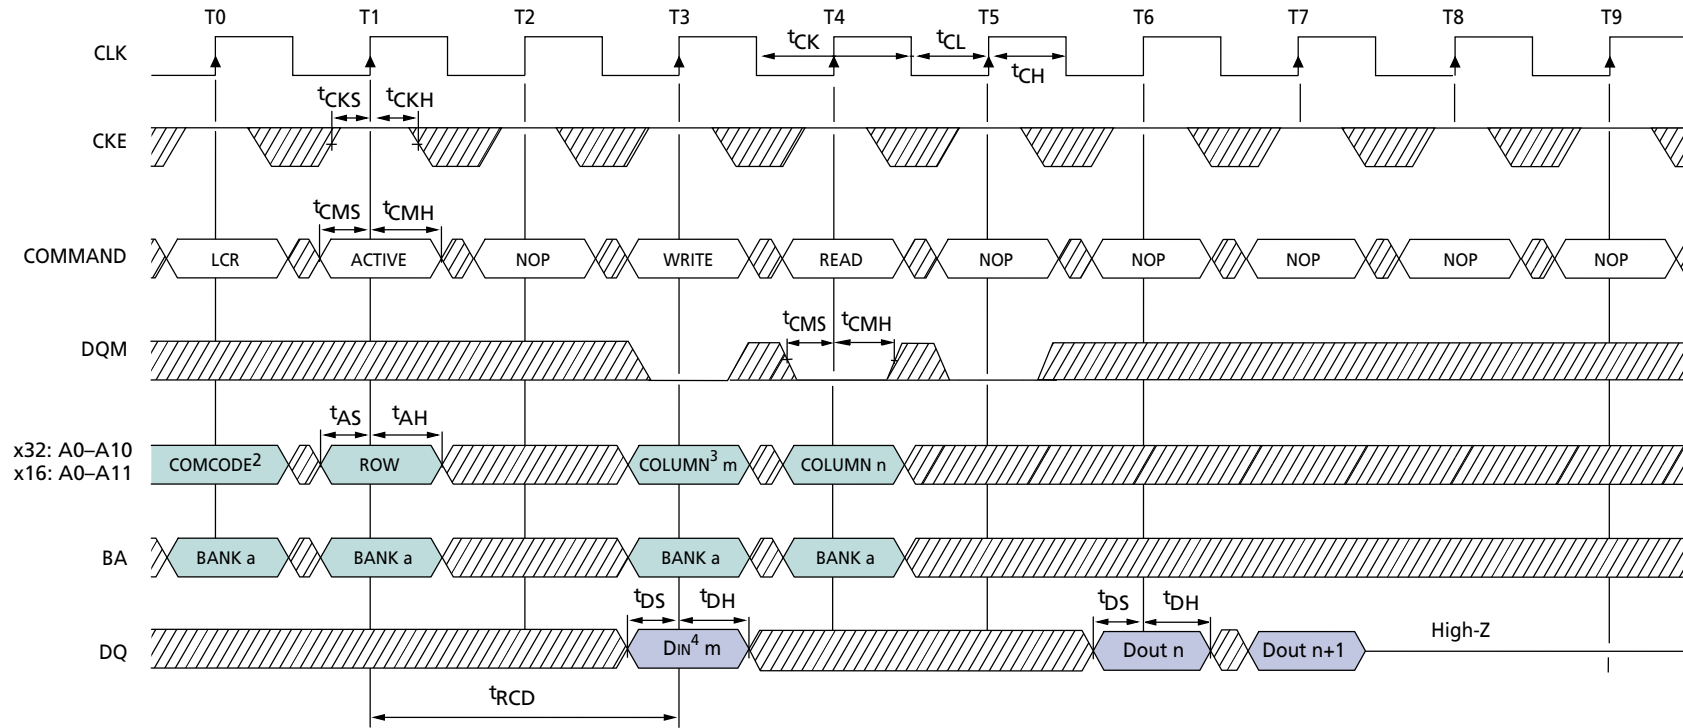 T0 T1 T2 T3 T4 T5 T6 T7 T8 T9
CLK
tCK tCL
tCH
tCKS tCKH
CKE
tCMS tCMH
COMMAND LCR ACTIVE NOP WRITE READ NOP NOP NOP NOP NOP
tCMS tCMH
DQM
tAS tAH
x32: A0–A10
x16: A0–A11
COMCODE2 ROW COLUMN3 m COLUMN n
BA BANK a BANK a BANK a BANK a
tDS tDH tDS tDH
DQ DIN4 m Dout n Dout n+1 High-Z
tRCD